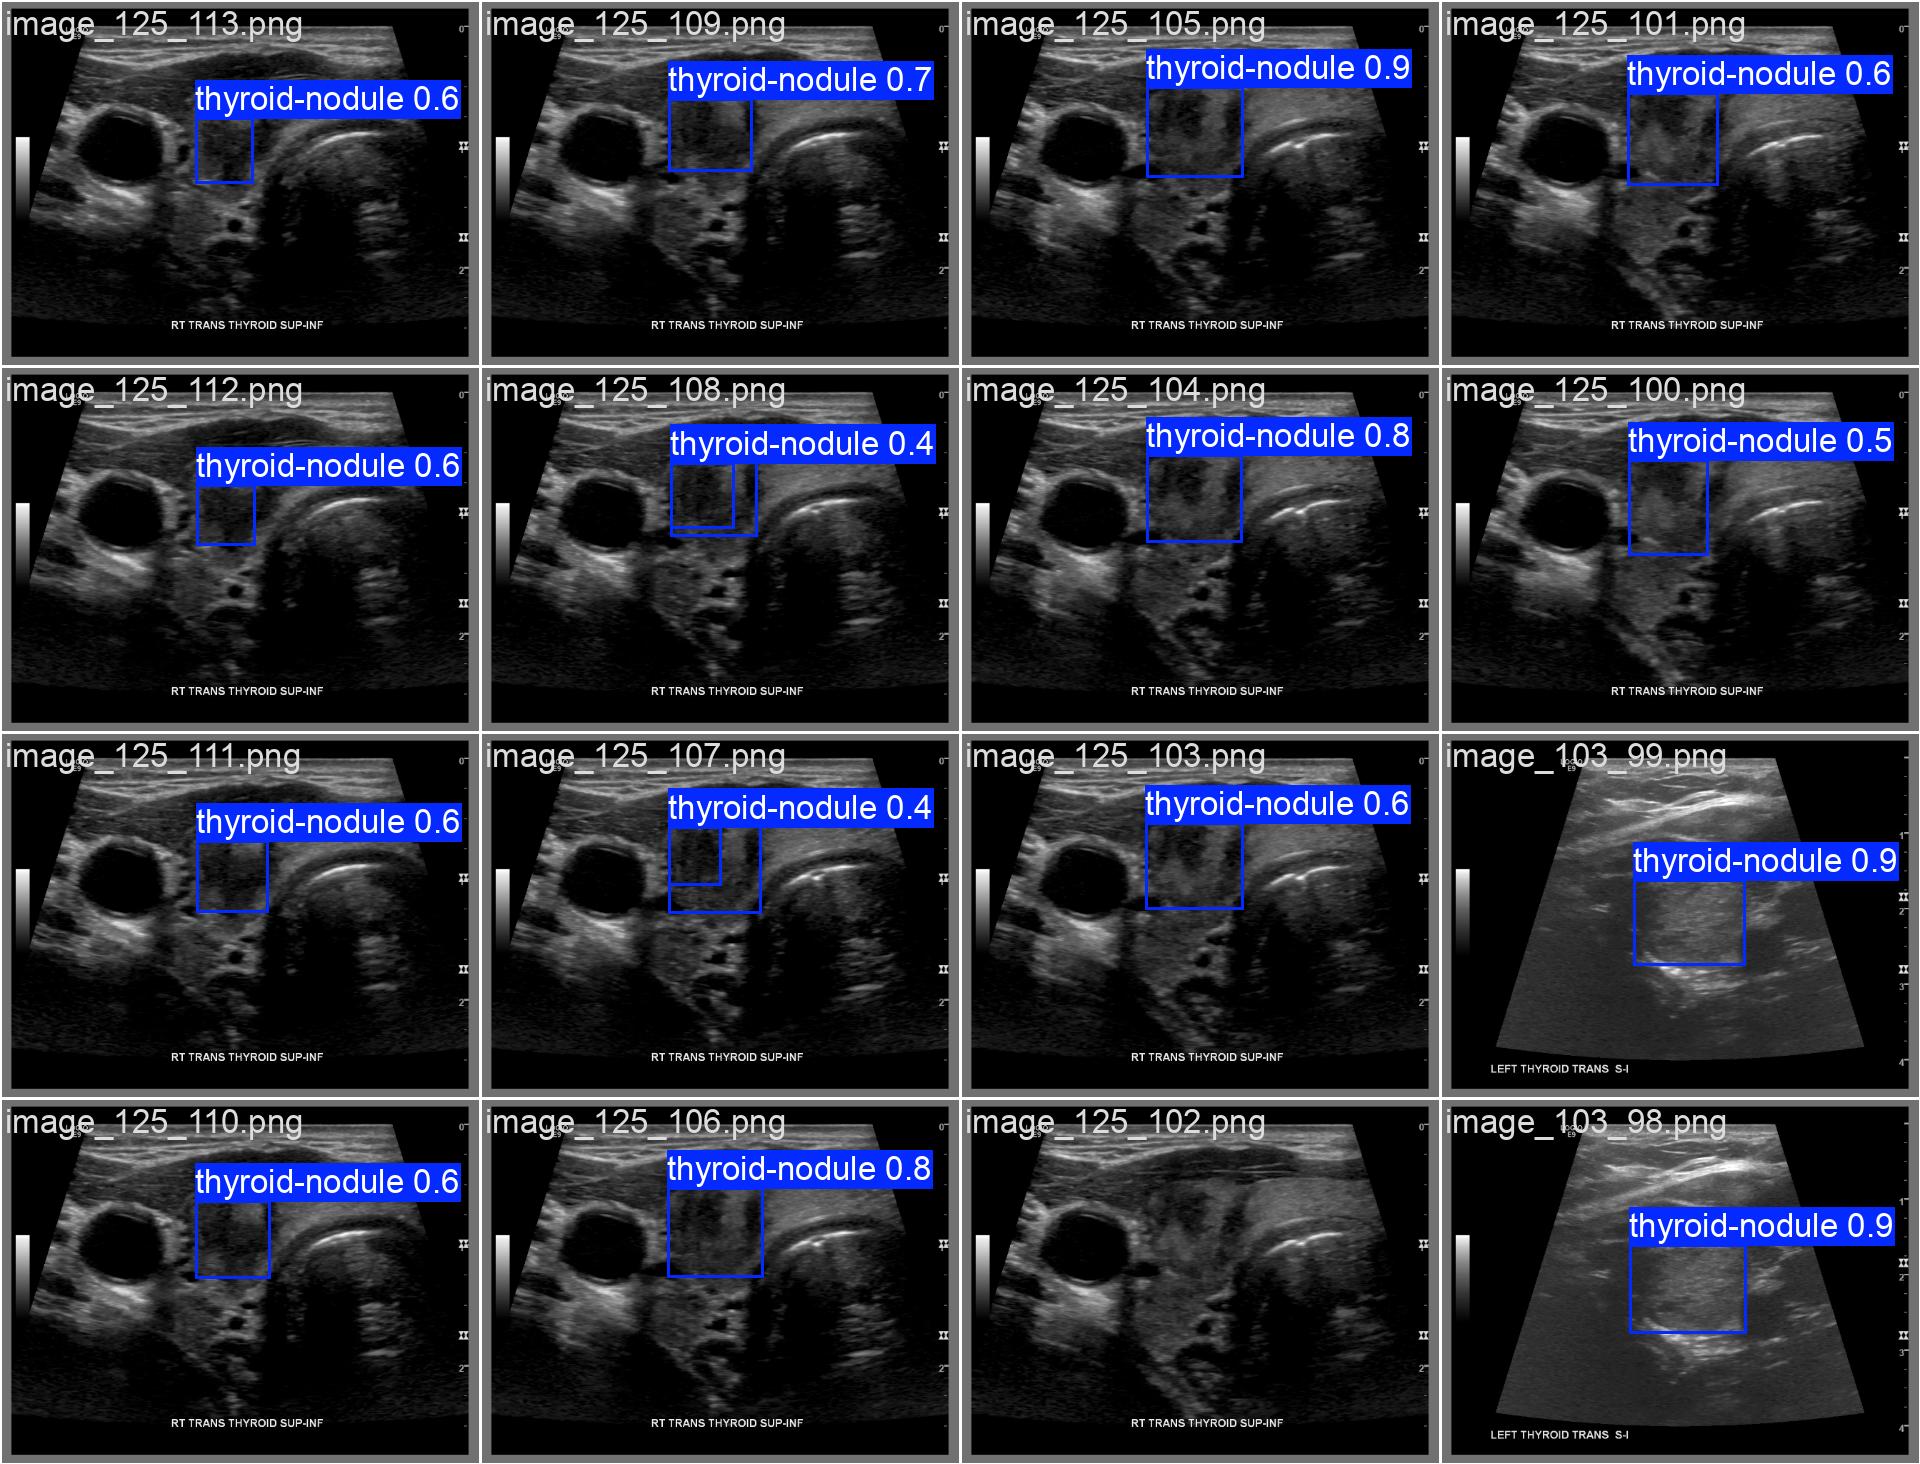 image_125_113.png
thyroid-nodule 0.6
RT TRANS THYROID SUP-INF
image_125_109.png
thyroid-nodule 0.7
RT TRANS THYROID SUP-INF
image_125_105.png
thyroid-nodule 0.9
RT TRANS THYROID SUP-INF
image_125_101.png
thyroid-nodule 0.6
RT TRANS THYROID SUP-INF
image_125_112.png
thyroid-nodule 0.6
RT TRANS THYROID SUP-INF
image_125_108.png
thyroid-nodule 0.4
RT TRANS THYROID SUP-INF
image_125_104.png
thyroid-nodule 0.8
RT TRANS THYROID SUP-INF
image_125_100.png
thyroid-nodule 0.5
RT TRANS THYROID SUP-INF
image_125_111.png
thyroid-nodule 0.6
RT TRANS THYROID SUP-INF
image_125_107.png
thyroid-nodule 0.4
RT TRANS THYROID SUP-INF
image_125_103.png
thyroid-nodule 0.6
RT TRANS THYROID SUP-INF
image_103_99.png
thyroid-nodule 0.9
LEFT THYROID TRANS S-I
image_125_110.png
thyroid-nodule 0.6
RT TRANS THYROID SUP-INF
image_125_106.png
thyroid-nodule 0.8
RT TRANS THYROID SUP-INF
image_125_102.png
RT TRANS THYROID SUP-INF
image_103_98.png
thyroid-nodule 0.9
LEFT THYROID TRANS S-I